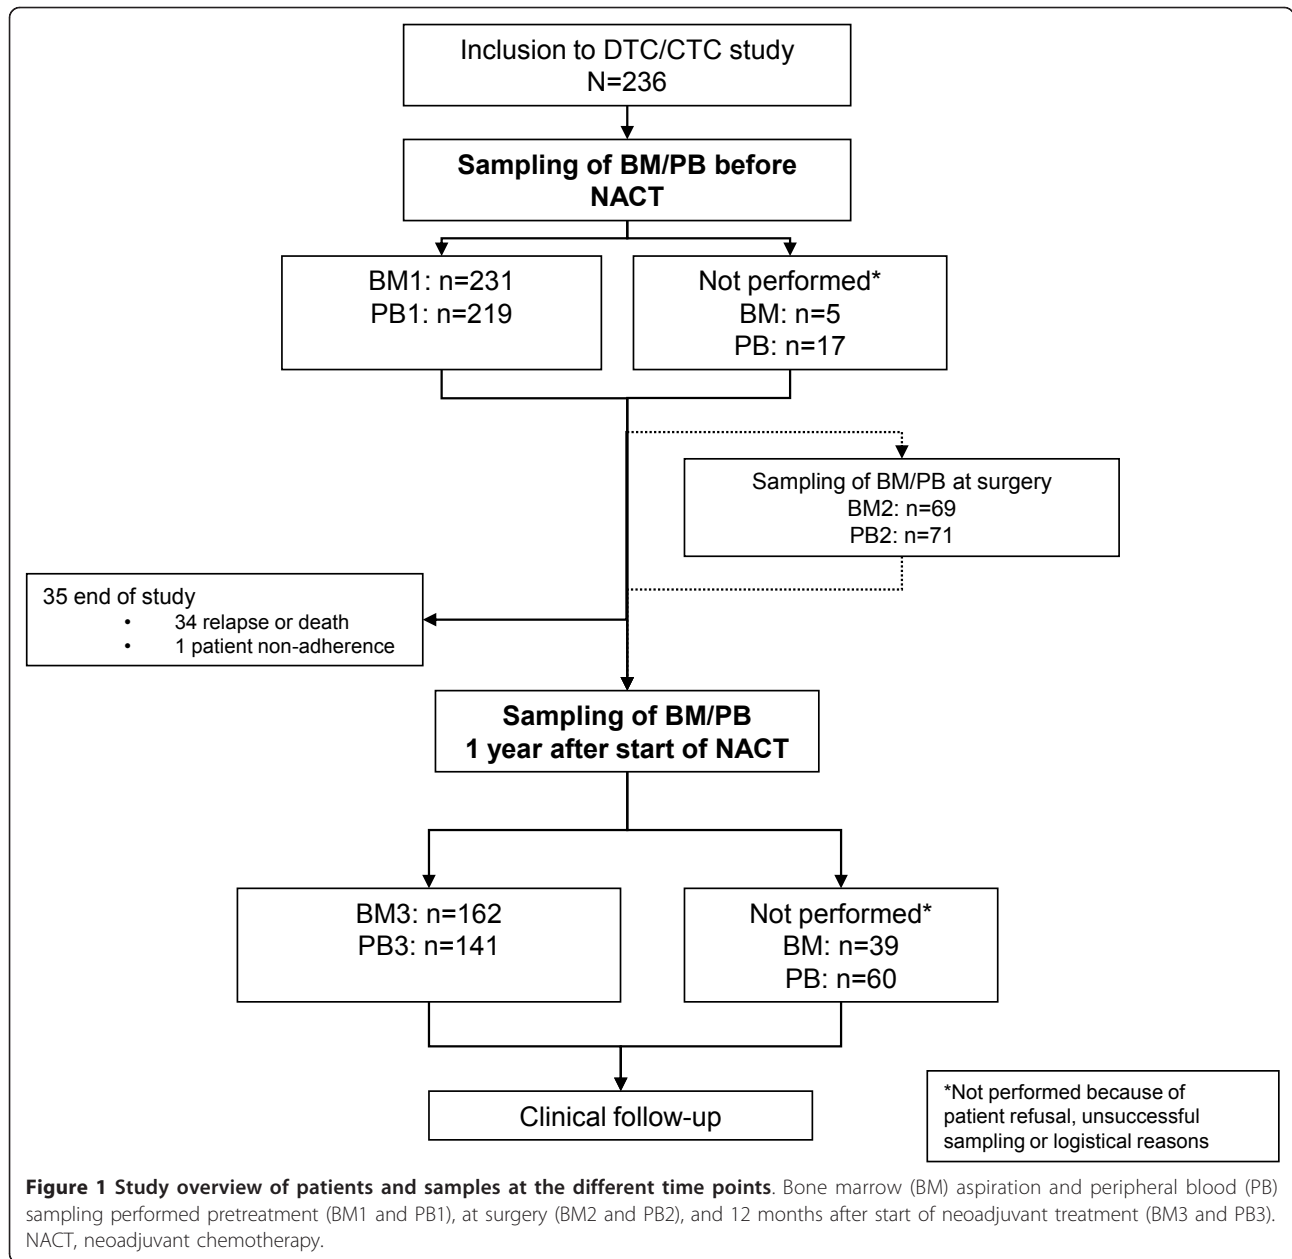 Inclusion to DTC/CTC study
N=236
Sampling of BM/PB before
NACT
BM1: n=231
PB1: n=219
Not performed*
BM: n=5
PB: n=17
Sampling of BM/PB at surgery
BM2: n=69
PB2: n=71
35 end of study
• 34 relapse or death
• 1 patient non-adherence
Sampling of BM/PB
1 year after start of NACT
BM3: n=162
PB3: n=141
Not performed*
BM: n=39
PB: n=60
Clinical follow-up
*Not performed because of
patient refusal, unsuccessful
sampling or logistical reasons
Figure 1 Study overview of patients and samples at the different time points. Bone marrow (BM) aspiration and peripheral blood (PB)
sampling performed pretreatment (BM1 and PB1), at surgery (BM2 and PB2), and 12 months after start of neoadjuvant treatment (BM3 and PB3).
NACT, neoadjuvant chemotherapy.